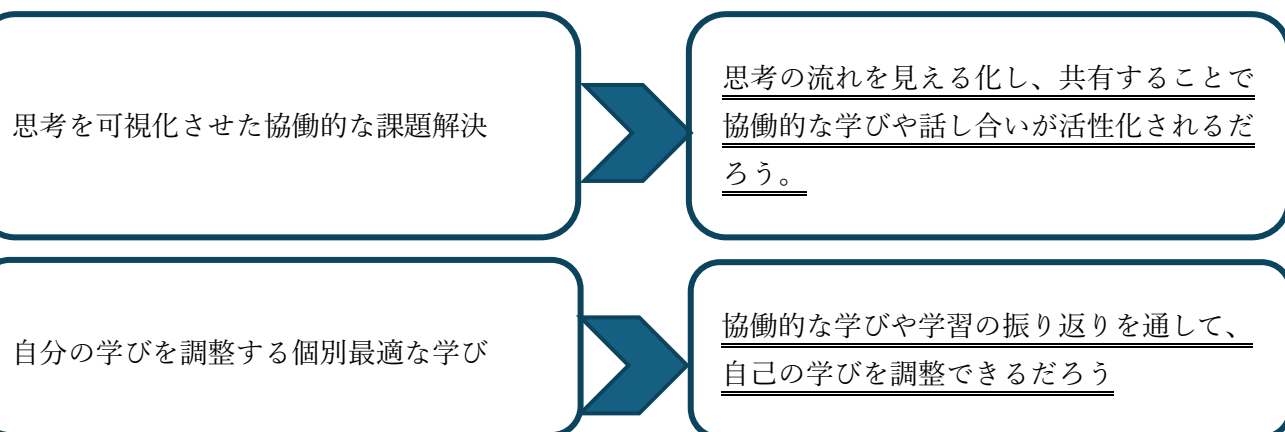 思考を可視化させた協働的な課題解決
思考の流れを見える化し、共有することで
協働的な学びや話し合いが活性化されるだ
ろう。
自分の学びを調整する個別最適な学び
協働的な学びや学習の振り返りを通して、
自己の学びを調整できるだろう